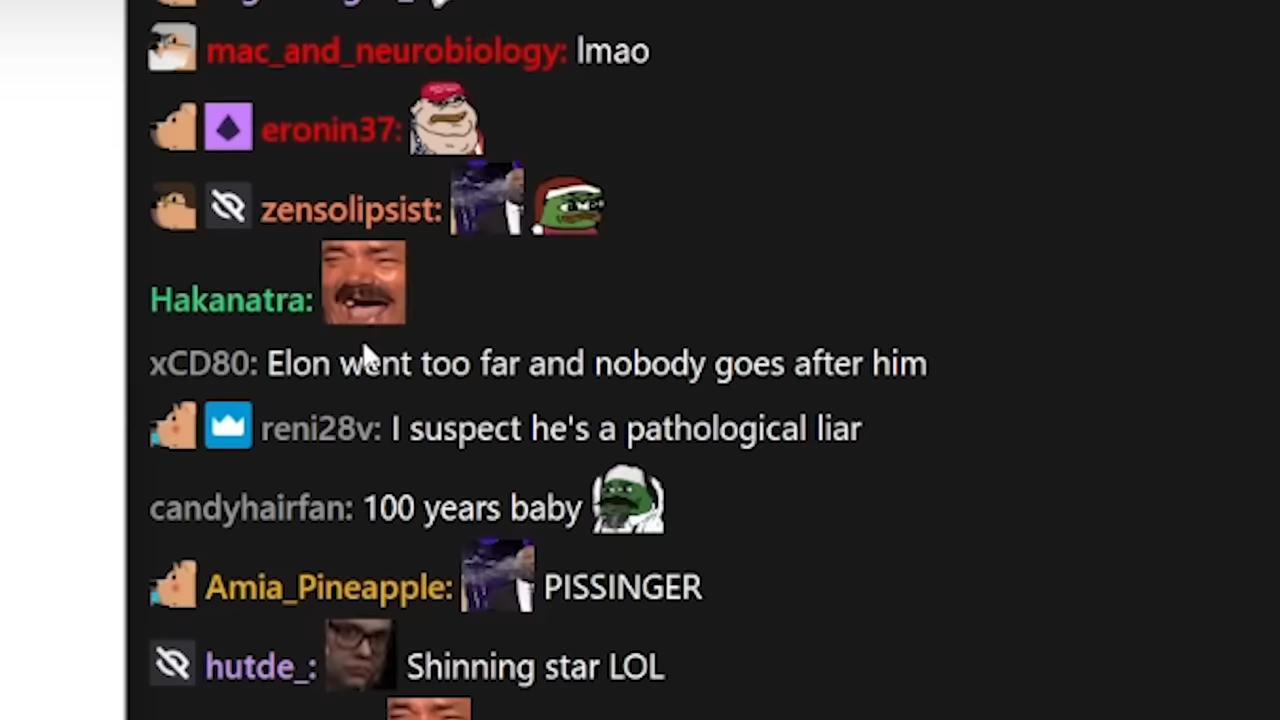 mac_and_neurobiology: lmao
eronin37:
zensolipsist:
Hakanatra:
xCD80: Elon went too far and nobody goes after him
reni28v: I suspect he's a pathological liar
candyhairfan: 100 years baby
Amia_Pineapple: PISSINGER
hutde_: Shinning star LOL